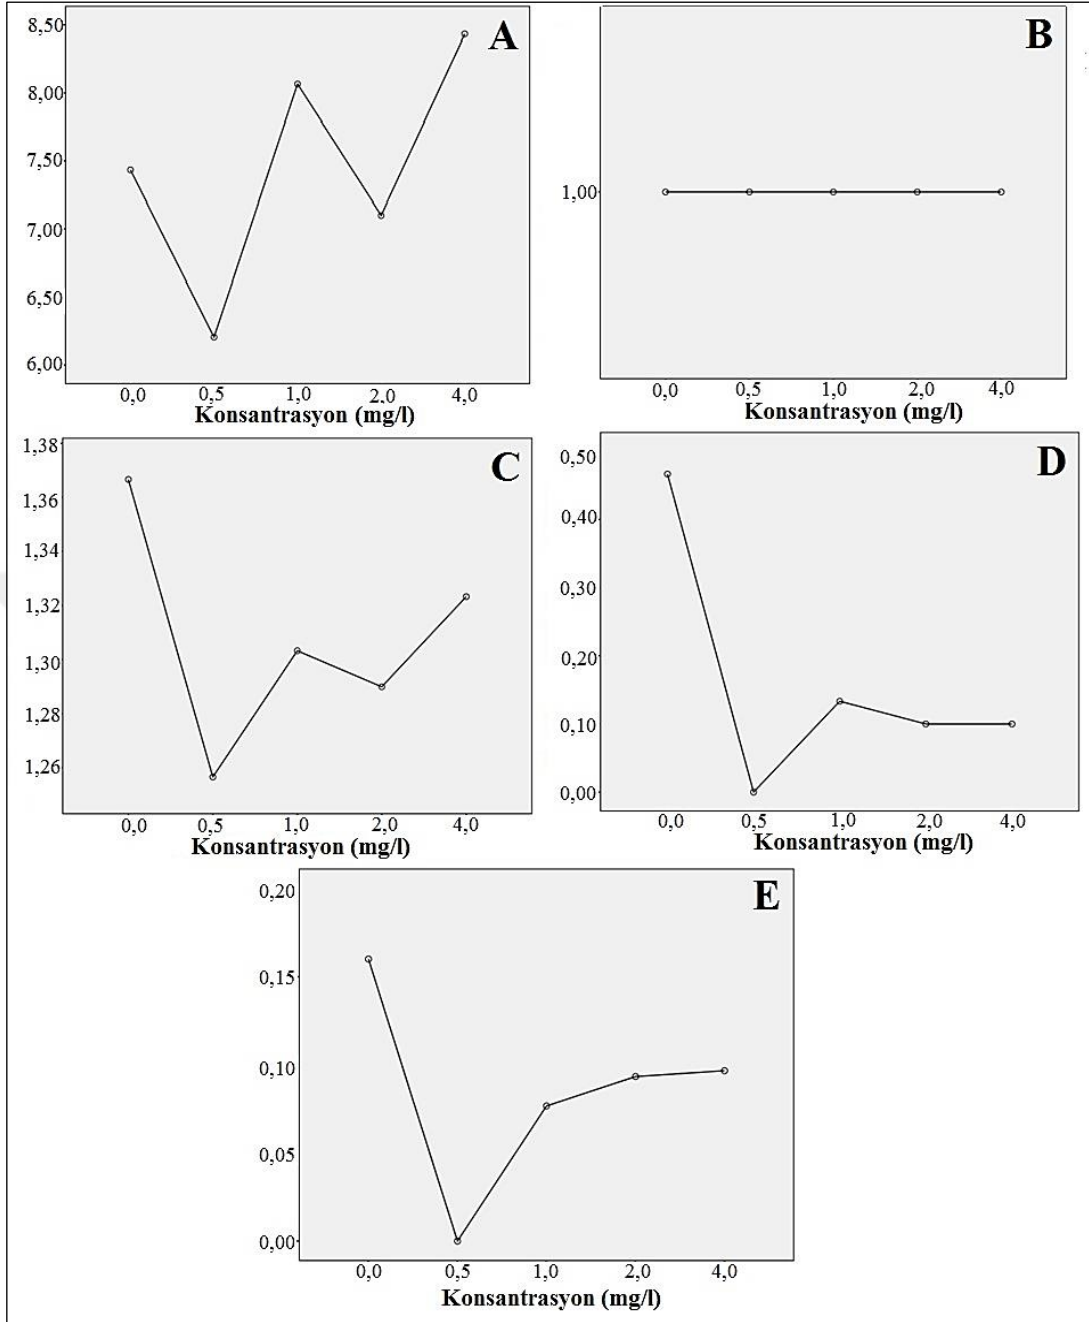 A
8,50
8,00
7,50
7,00
6,50
6,00
0,0 0,5 1,0 2,0 4,0
Konsantrasyon (mg/l)
B
1,00
0,0 0,5 1,0 2,0 4,0
Konsantrasyon (mg/l)
C
1,38
1,36
1,34
1,32
1,30
1,28
1,26
0,0 0,5 1,0 2,0 4,0
Konsantrasyon (mg/l)
D
0,50
0,40
0,30
0,20
0,10
0,00
0,0 0,5 1,0 2,0 4,0
Konsantrasyon (mg/l)
E
0,20
0,15
0,10
0,05
0,00
0,0 0,5 1,0 2,0 4,0
Konsantrasyon (mg/l)